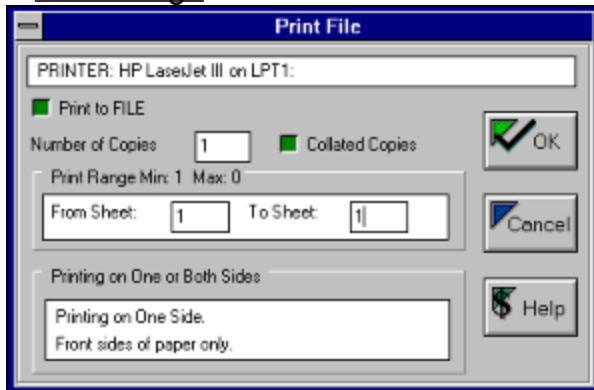 Print File
PRINTER: HP LaserJet III on LPT1:
Print to FILE
Number of Copies 1 Collated Copies
OK
Print Range Min: 1 Max: 0
From Sheet: 1 To Sheet: 1
Cancel
Printing on One or Both Sides
Printing on One Side.
Front sides of paper only.
Help